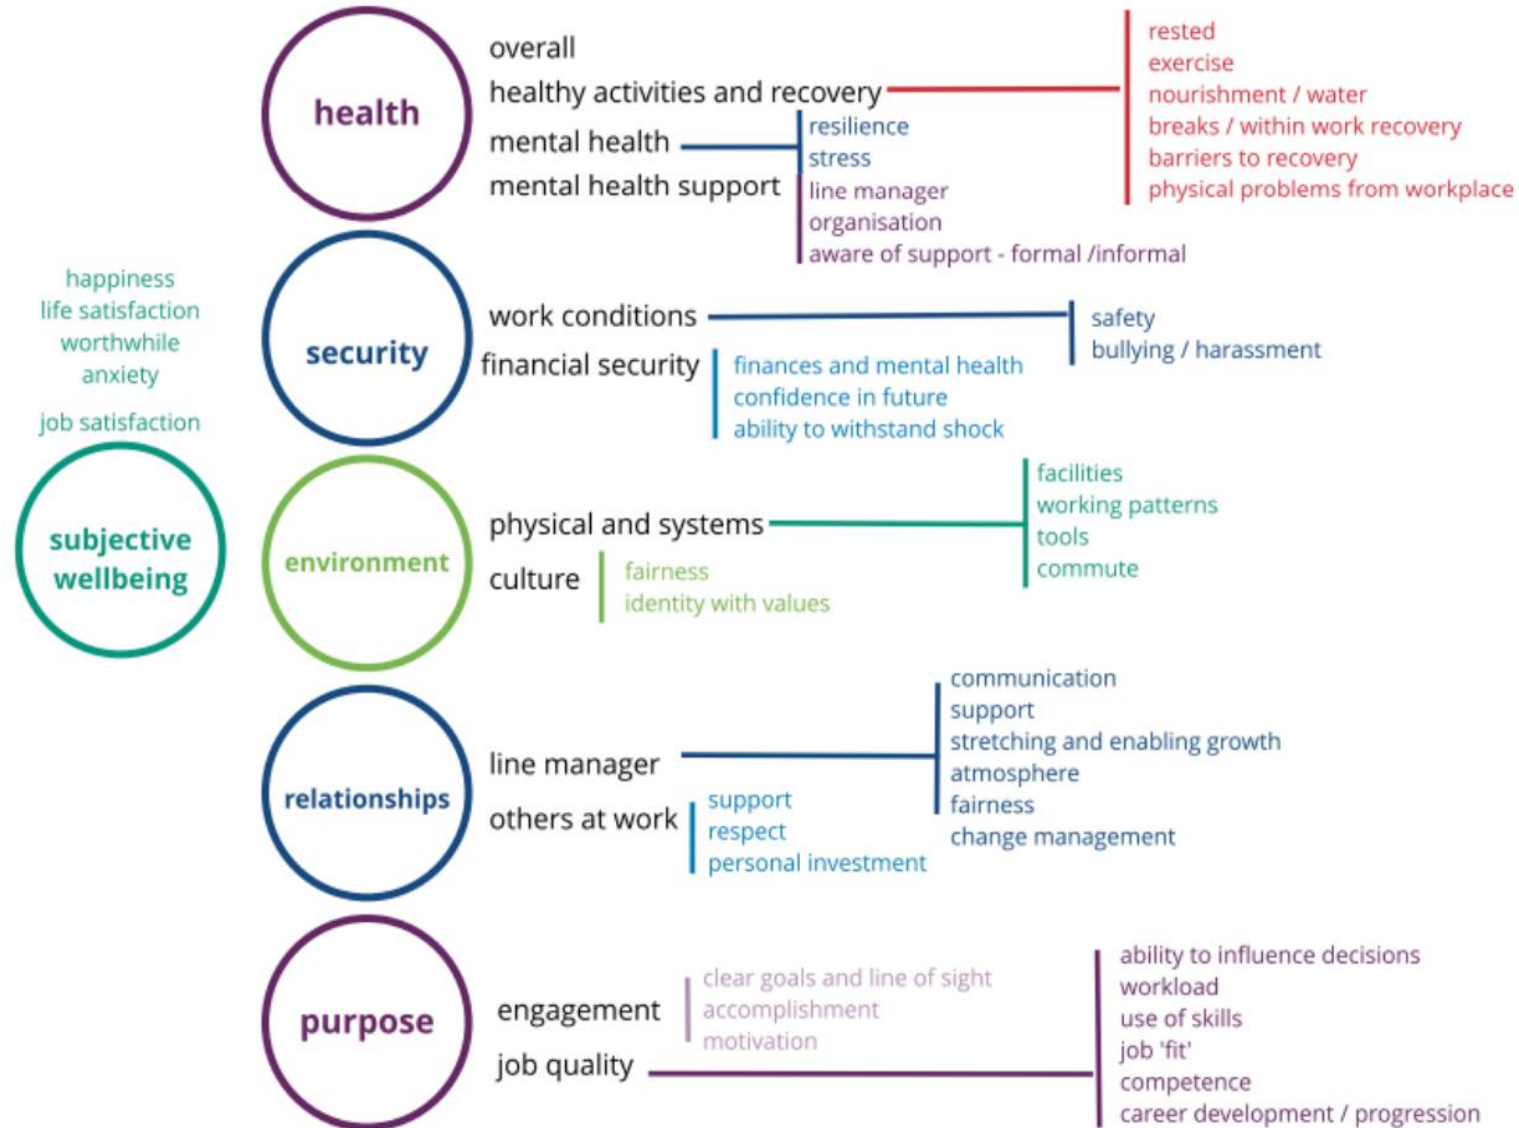 health
overall
healthy activities and recovery
rested
exercise
nourishment / water
breaks / within work recovery
barriers to recovery
physical problems from workplace
mental health
resilience
stress
mental health support
line manager
organisation
aware of support - formal /informal
happiness
life satisfaction
worthwhile
anxiety
job satisfaction
subjective
wellbeing
security
work conditions
safety
bullying / harassment
financial security
finances and mental health
confidence in future
ability to withstand shock
environment
physical and systems
facilities
working patterns
tools
commute
culture
fairness
identity with values
relationships
line manager
communication
support
stretching and enabling growth
atmosphere
fairness
change management
others at work
support
respect
personal investment
purpose
engagement
clear goals and line of sight
accomplishment
motivation
job quality
ability to influence decisions
workload
use of skills
job 'fit'
competence
career development / progression